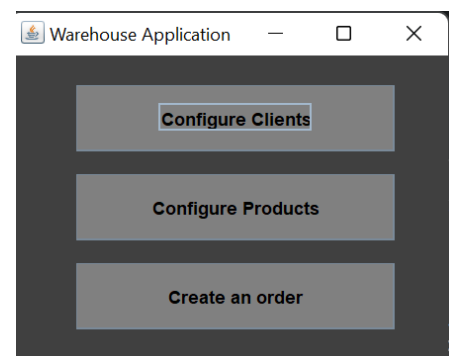 Warehouse Application
Configure Clients
Configure Products
Create an order